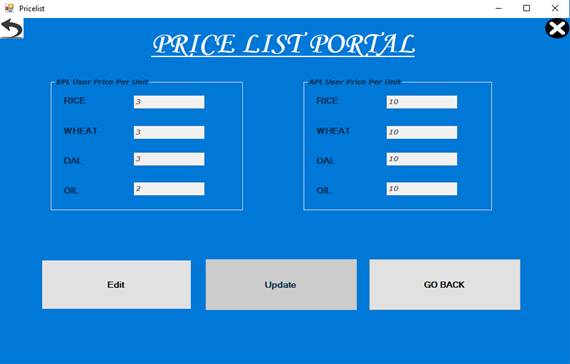 Pricelist
PRICE LIST PORTAL
BPL User Price Per Unit
RICE 3
WHEAT 3
DAL 3
OIL 2
APL User Price Per Unit
RICE 10
WHEAT 10
DAL 10
OIL 10
Edit
Update
GO BACK